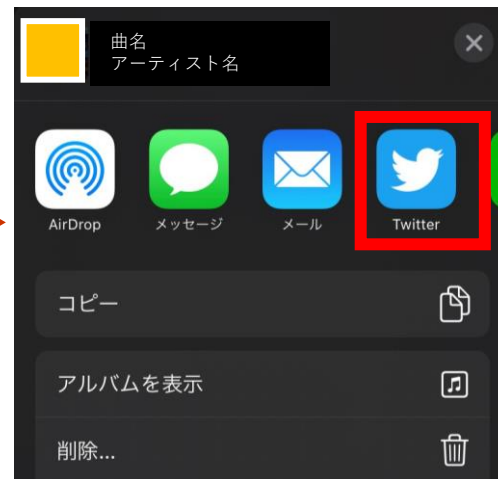 曲名
アーティスト名
AirDrop
メッセージ
メール
Twitter
コピー
アルバムを表示
削除...